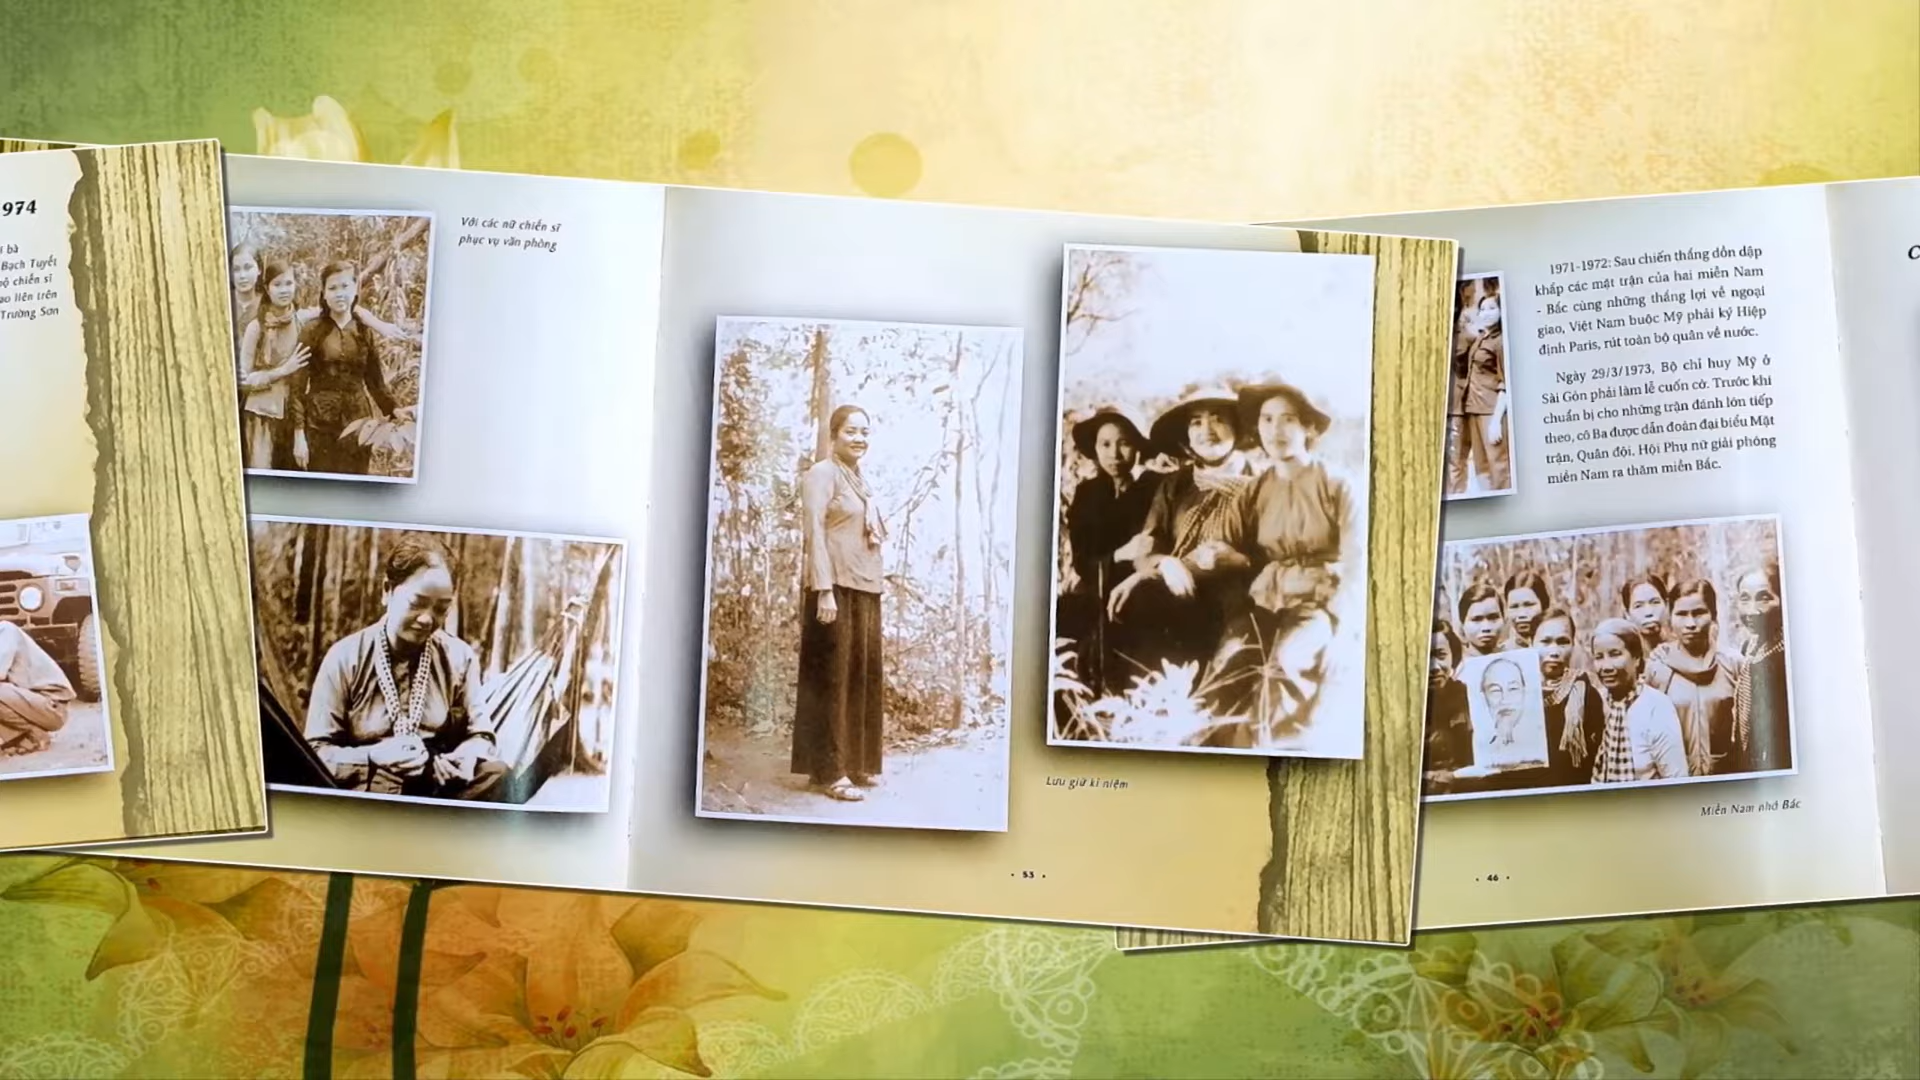 974
i bà
Bạch Tuyết
bộ chiến sĩ
ao liên trên
Trường Sơn
Với các nữ chiến sĩ
phục vụ văn phòng
Lưu giữ kỉ niệm
• 53 •
1971-1972: Sau chiến thắng dồn dập
khắp các mặt trận của hai miền Nam
- Bắc cùng những thắng lợi về ngoại
giao, Việt Nam buộc Mỹ phải ký Hiệp
định Paris, rút toàn bộ quân về nước.
Ngày 29/3/1973, Bộ chỉ huy Mỹ ở
Sài Gòn phải làm lễ cuốn cờ. Trước khi
chuẩn bị cho những trận đánh lớn tiếp
theo, cô Ba được dẫn đoàn đại biểu Mặt
trận, Quân đội, Hội Phụ nữ giải phóng
miền Nam ra thăm miền Bắc.
Miền Nam nhớ Bác
• 46 •
C